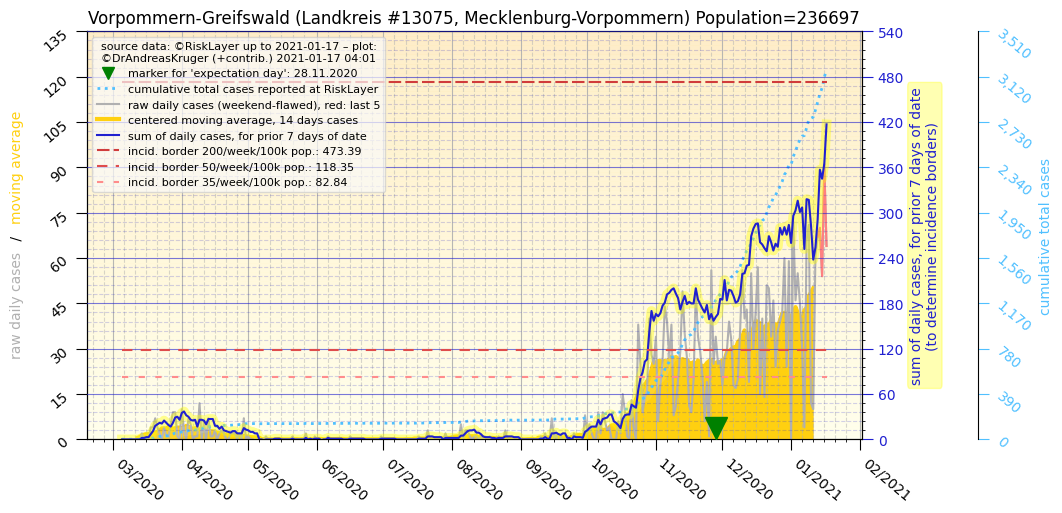 Vorpommern-Greifswald (Landkreis #13075, Mecklenburg-Vorpommern) Population=236697
source data: ©RiskLayer up to 2021-01-17 – plot:
©DrAndreasKruger (+contrib.) 2021-01-17 04:01
marker for 'expectation day': 28.11.2020
cumulative total cases reported at RiskLayer
raw daily cases (weekend-flawed), red: last 5
centered moving average, 14 days cases
sum of daily cases, for prior 7 days of date
incid. border 200/week/100k pop.: 473.39
incid. border 50/week/100k pop.: 118.35
incid. border 35/week/100k pop.: 82.84
raw daily cases / moving average
135
120
105
90
75
60
45
30
15
0
03/2020
04/2020
05/2020
06/2020
07/2020
08/2020
09/2020
10/2020
11/2020
12/2020
01/2021
02/2021
540
480
420
360
300
240
180
120
60
0
sum of daily cases, for prior 7 days of date
(to determine incidence borders)
3,510
3,120
2,730
2,340
1,950
1,560
1,170
780
390
0
cumulative total cases